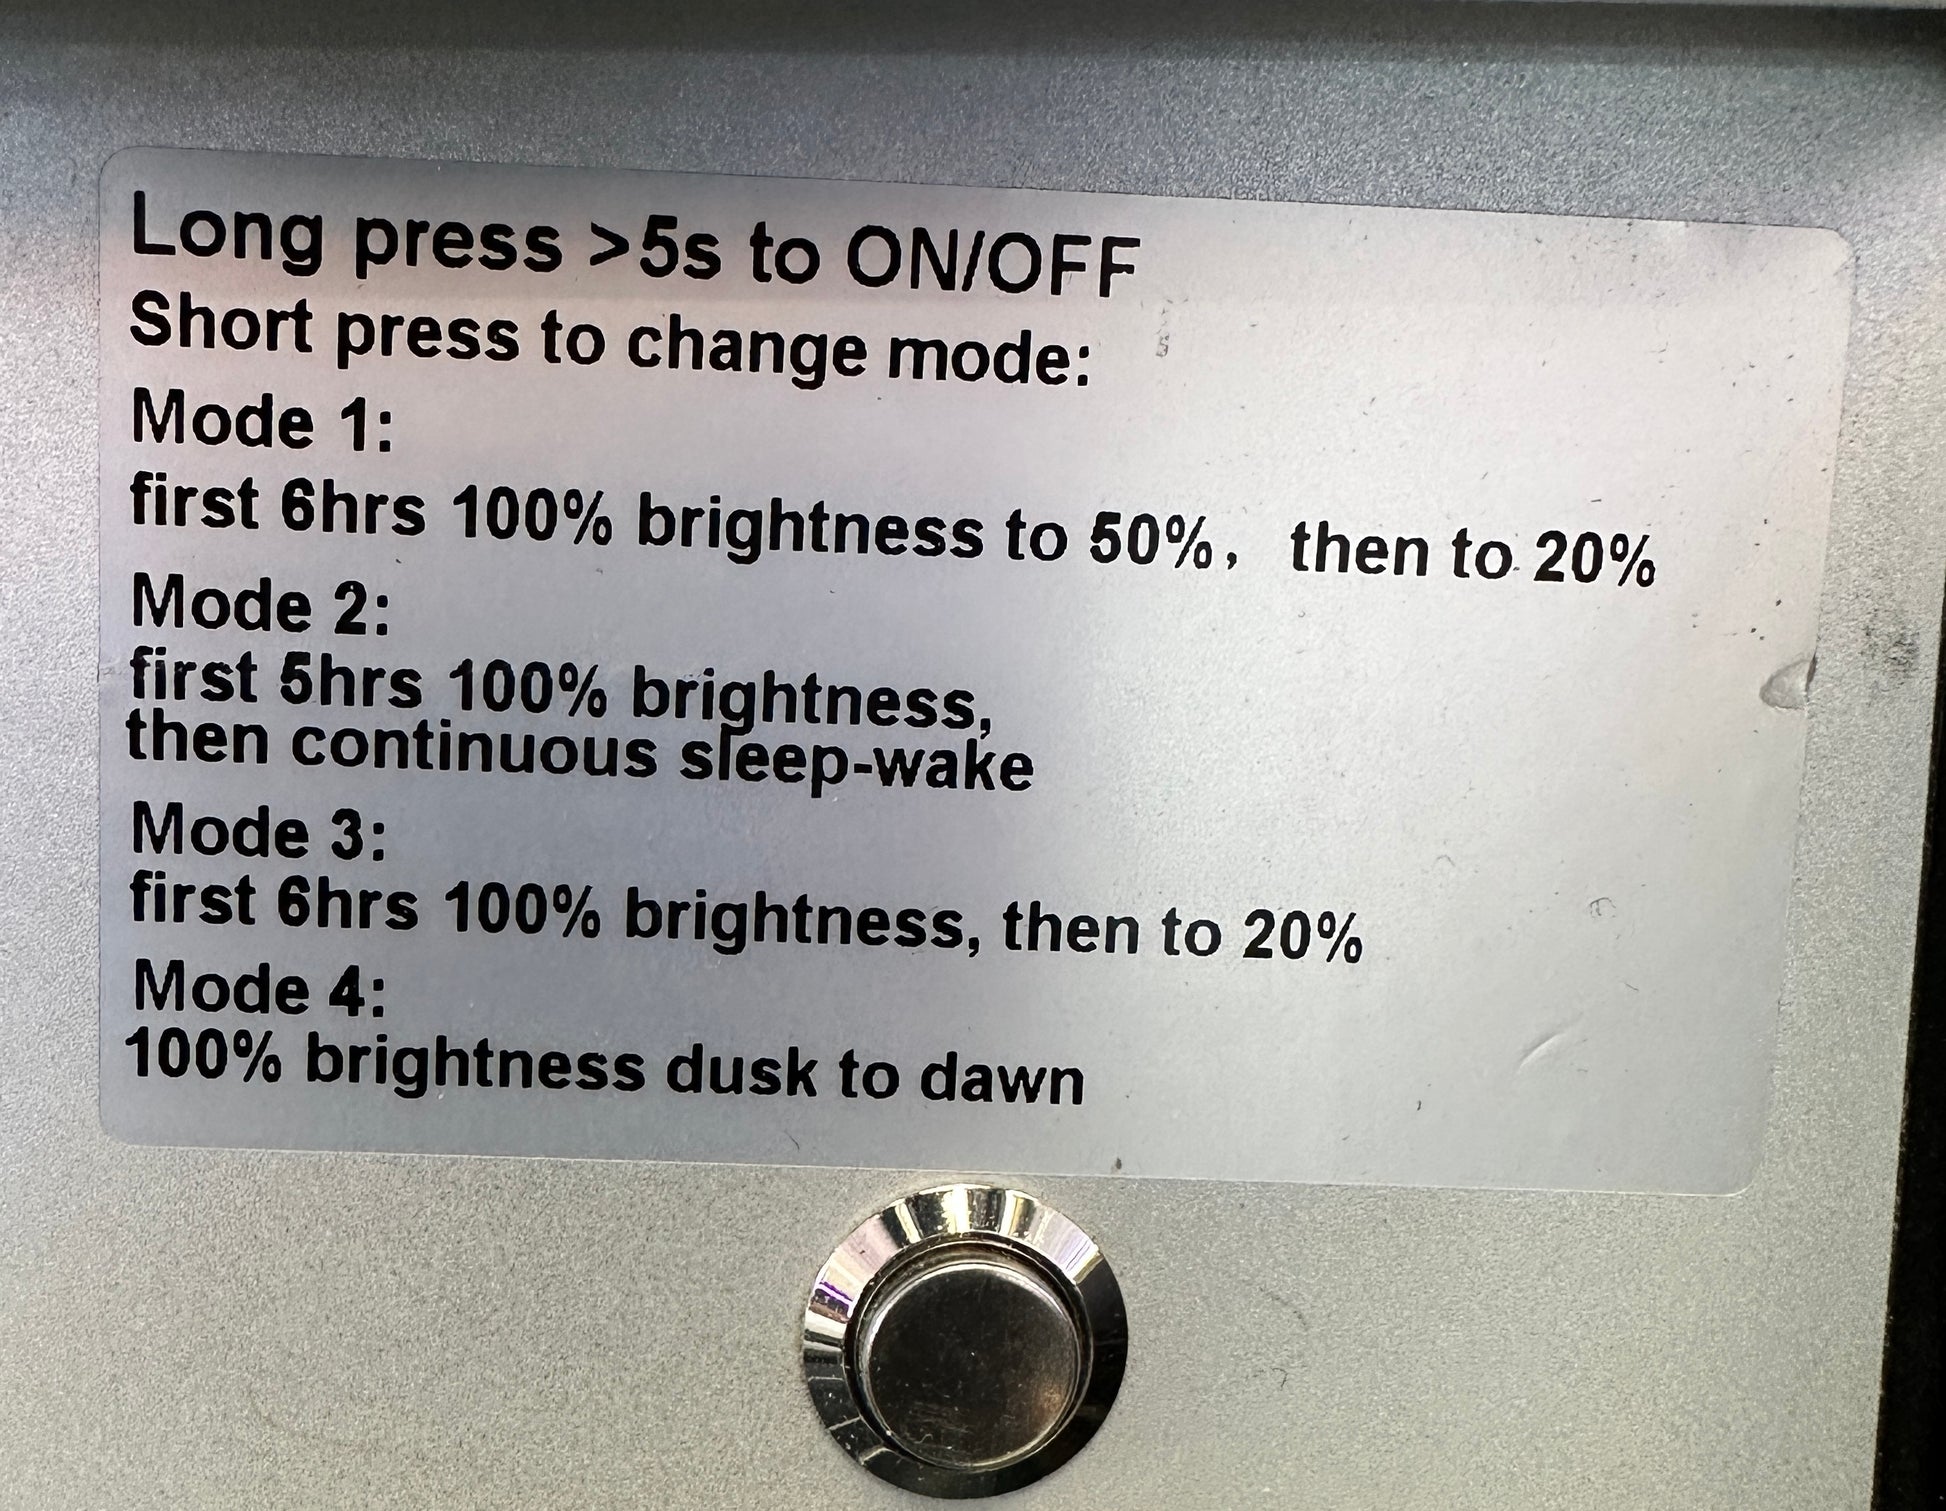 Long press >5s to ON/OFF
Short press to change mode:
Mode 1:
first 6hrs 100% brightness to 50%, then to 20%
Mode 2:
first 5hrs 100% brightness,
then continuous sleep-wake
Mode 3:
first 6hrs 100% brightness, then to 20%
Mode 4:
100% brightness dusk to dawn